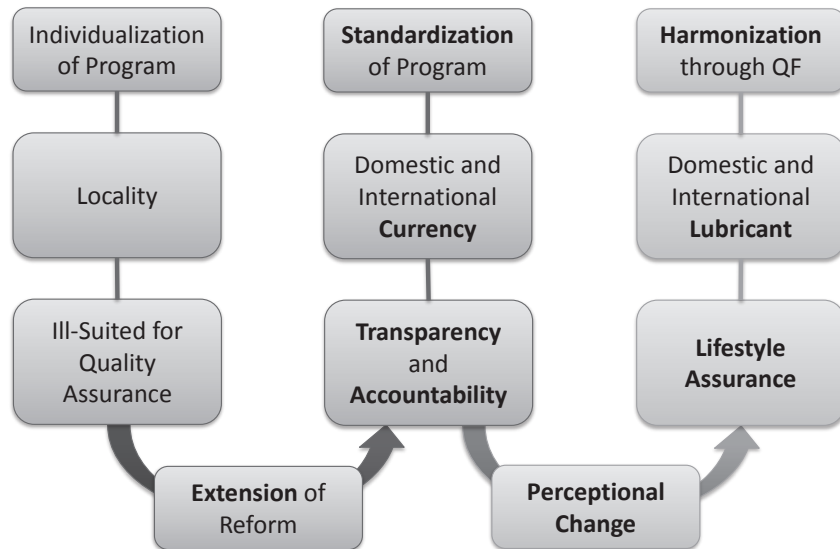 Individualization
of Program
Locality
Ill-Suited for
Quality
Assurance
Extension of
Reform
Standardization
of Program
Domestic and
International
Currency
Transparency
and
Accountability
Perceptional
Change
Harmonization
through QF
Domestic and
International
Lubricant
Lifestyle
Assurance